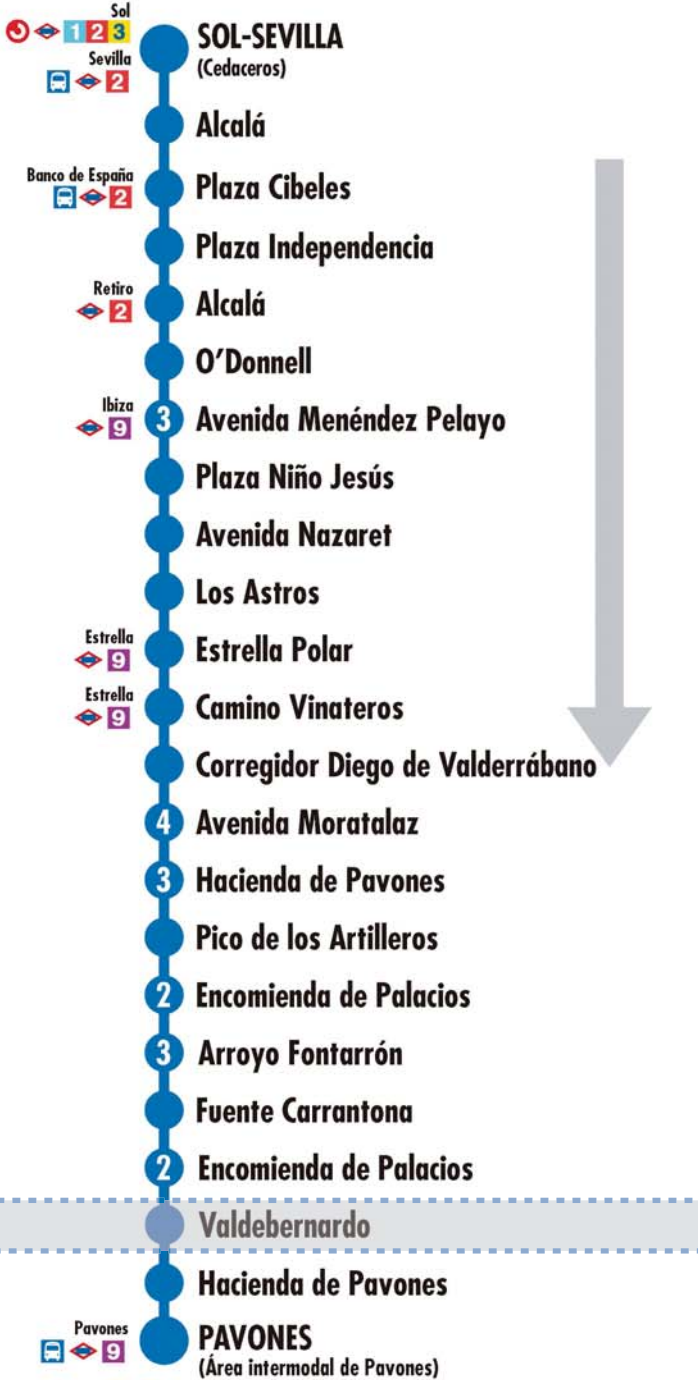 Sol
1 2 3
SOL-SEVILLA
(Cedaceros)
Sevilla
2
Alcalá
Banco de España
2
Plaza Cibeles
Plaza Independencia
Retiro
2
Alcalá
O'Donnell
Ibiza
9
3 Avenida Menéndez Pelayo
Plaza Niño Jesús
Avenida Nazaret
Los Astros
Estrella
9
Estrella Polar
Estrella
9
Camino Vinateros
Corregidor Diego de Valderrábano
4 Avenida Moratalaz
3 Hacienda de Pavones
Pico de los Artilleros
2 Encomienda de Palacios
3 Arroyo Fontarrón
Fuente Carrantona
2 Encomienda de Palacios
Valdebernardo
Hacienda de Pavones
Pavones
9
PAVONES
(Área intermodal de Pavones)